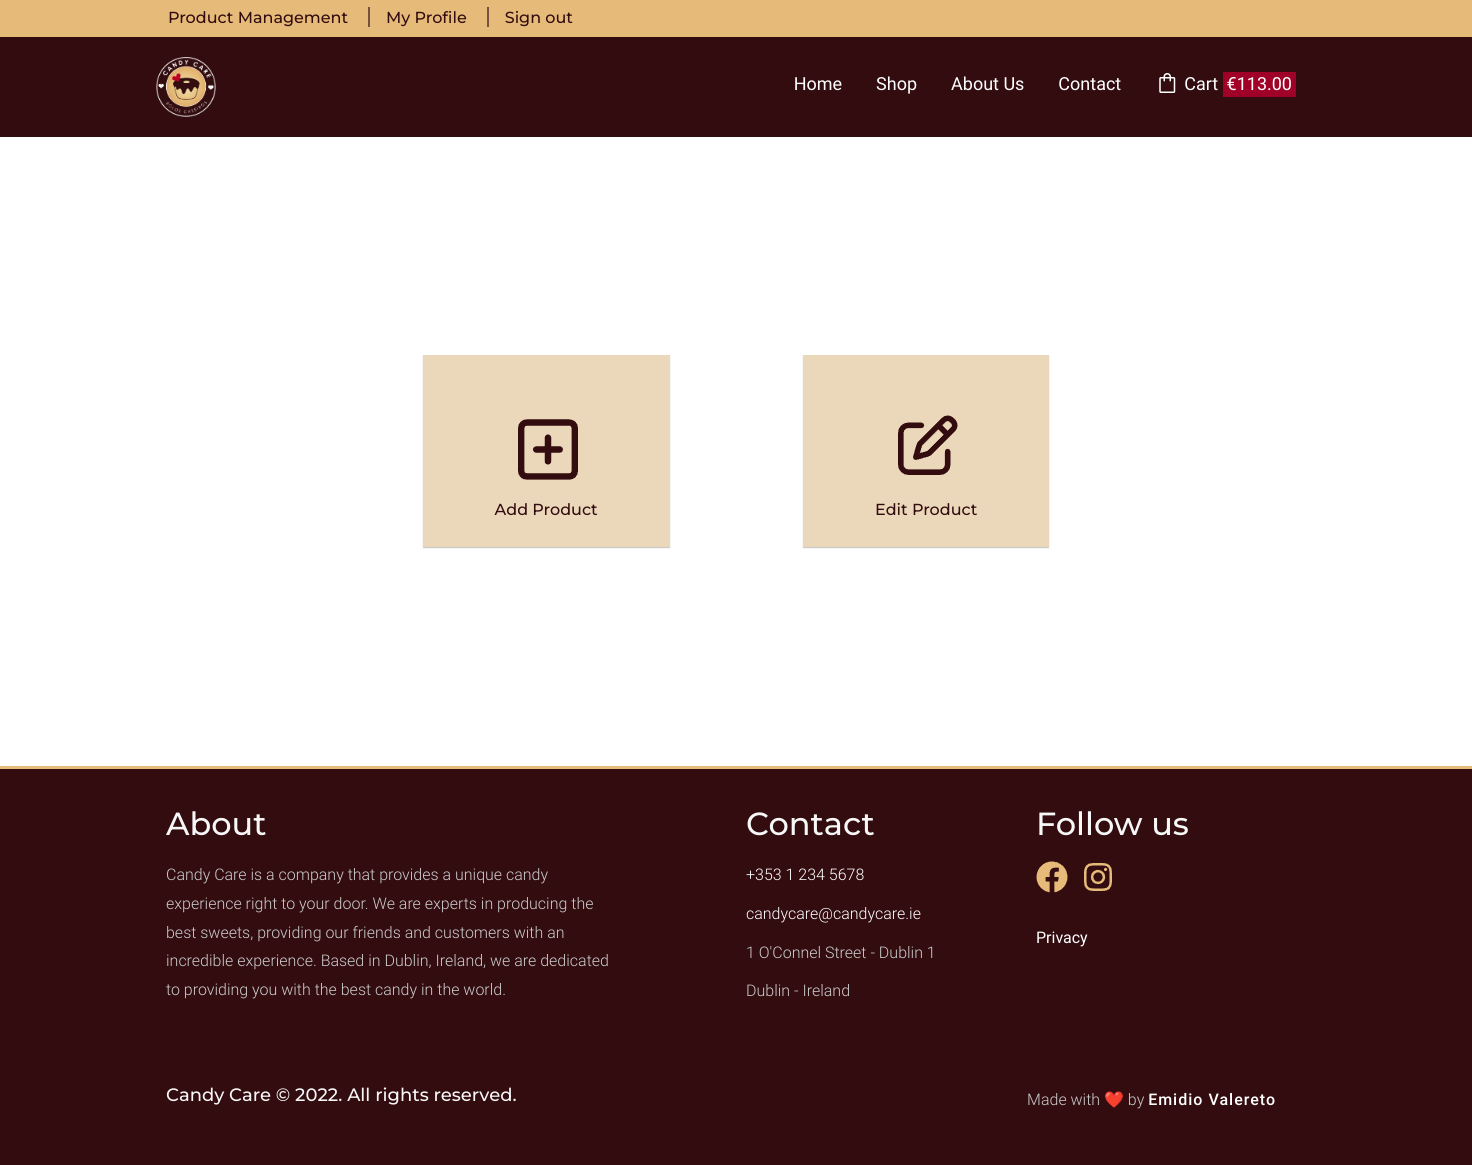 Product Management | My Profile | Sign out
CANDY CARE
Home Shop About Us Contact Cart €113.00
Add Product Edit Product
About
Candy Care is a company that provides a unique candy
experience right to your door. We are experts in producing the
best sweets, providing our friends and customers with an
incredible experience. Based in Dublin, Ireland, we are dedicated
to providing you with the best candy in the world.
Contact
+353 1 234 5678
candycare@candycare.ie
1 O'Connel Street - Dublin 1
Dublin - Ireland
Follow us
Privacy
Candy Care © 2022. All rights reserved.
Made with ❤️ by Emidio Valereto